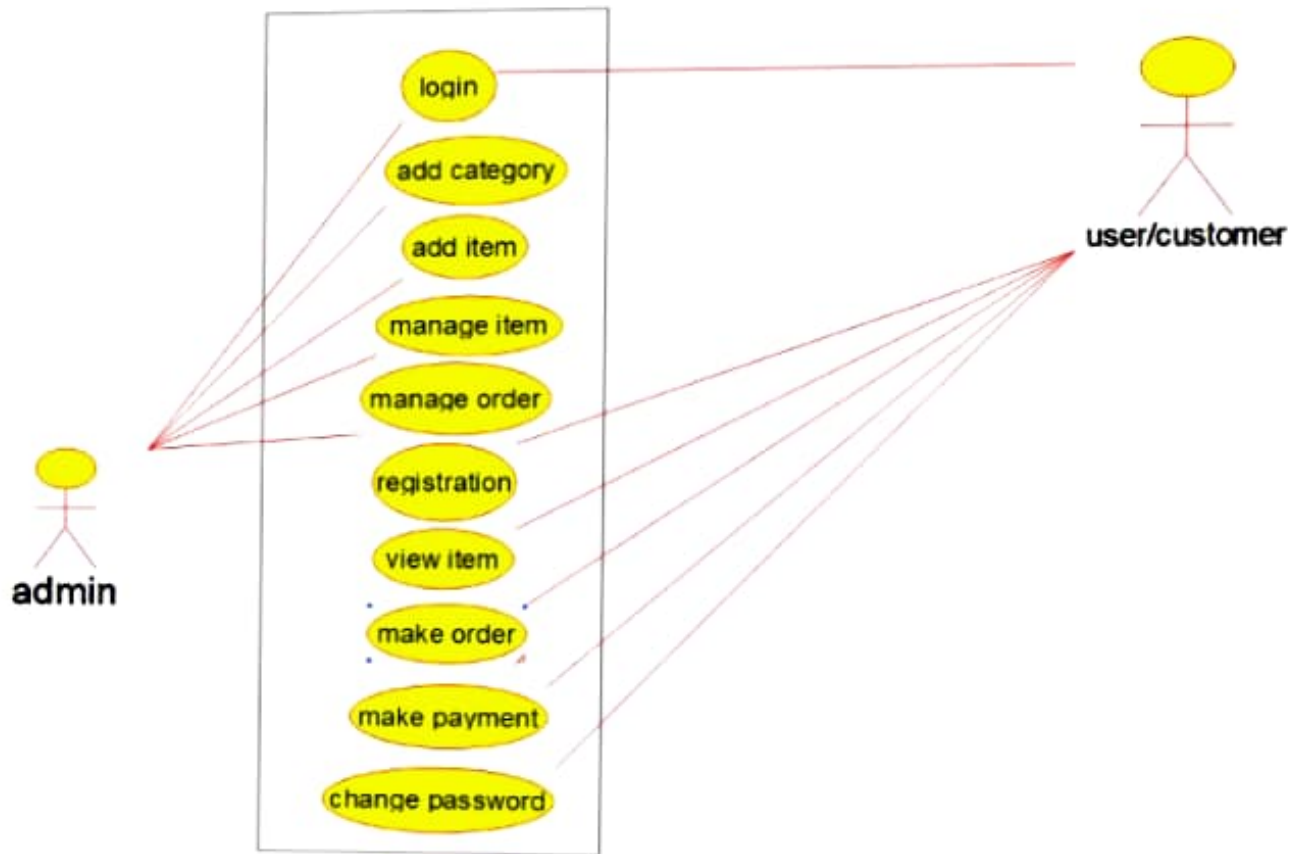 login
add category
add item
manage item
manage order
registration
view item
make order
make payment
change password
admin
user/customer